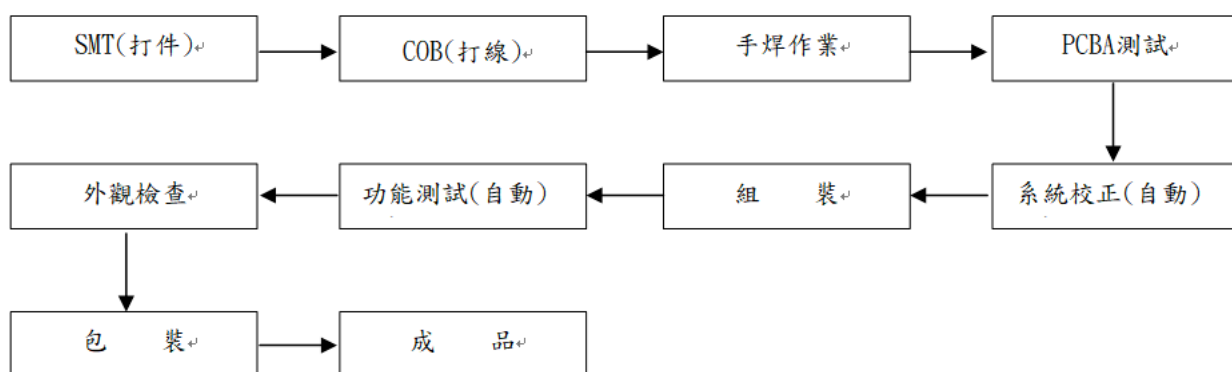 SMT(打件)↵
COB(打線)↵
手焊作業↵
PCBA測試↵
系統校正(自動)
組　　裝↵
功能測試(自動)
外觀檢查↵
包　　裝↵
成　　品↵